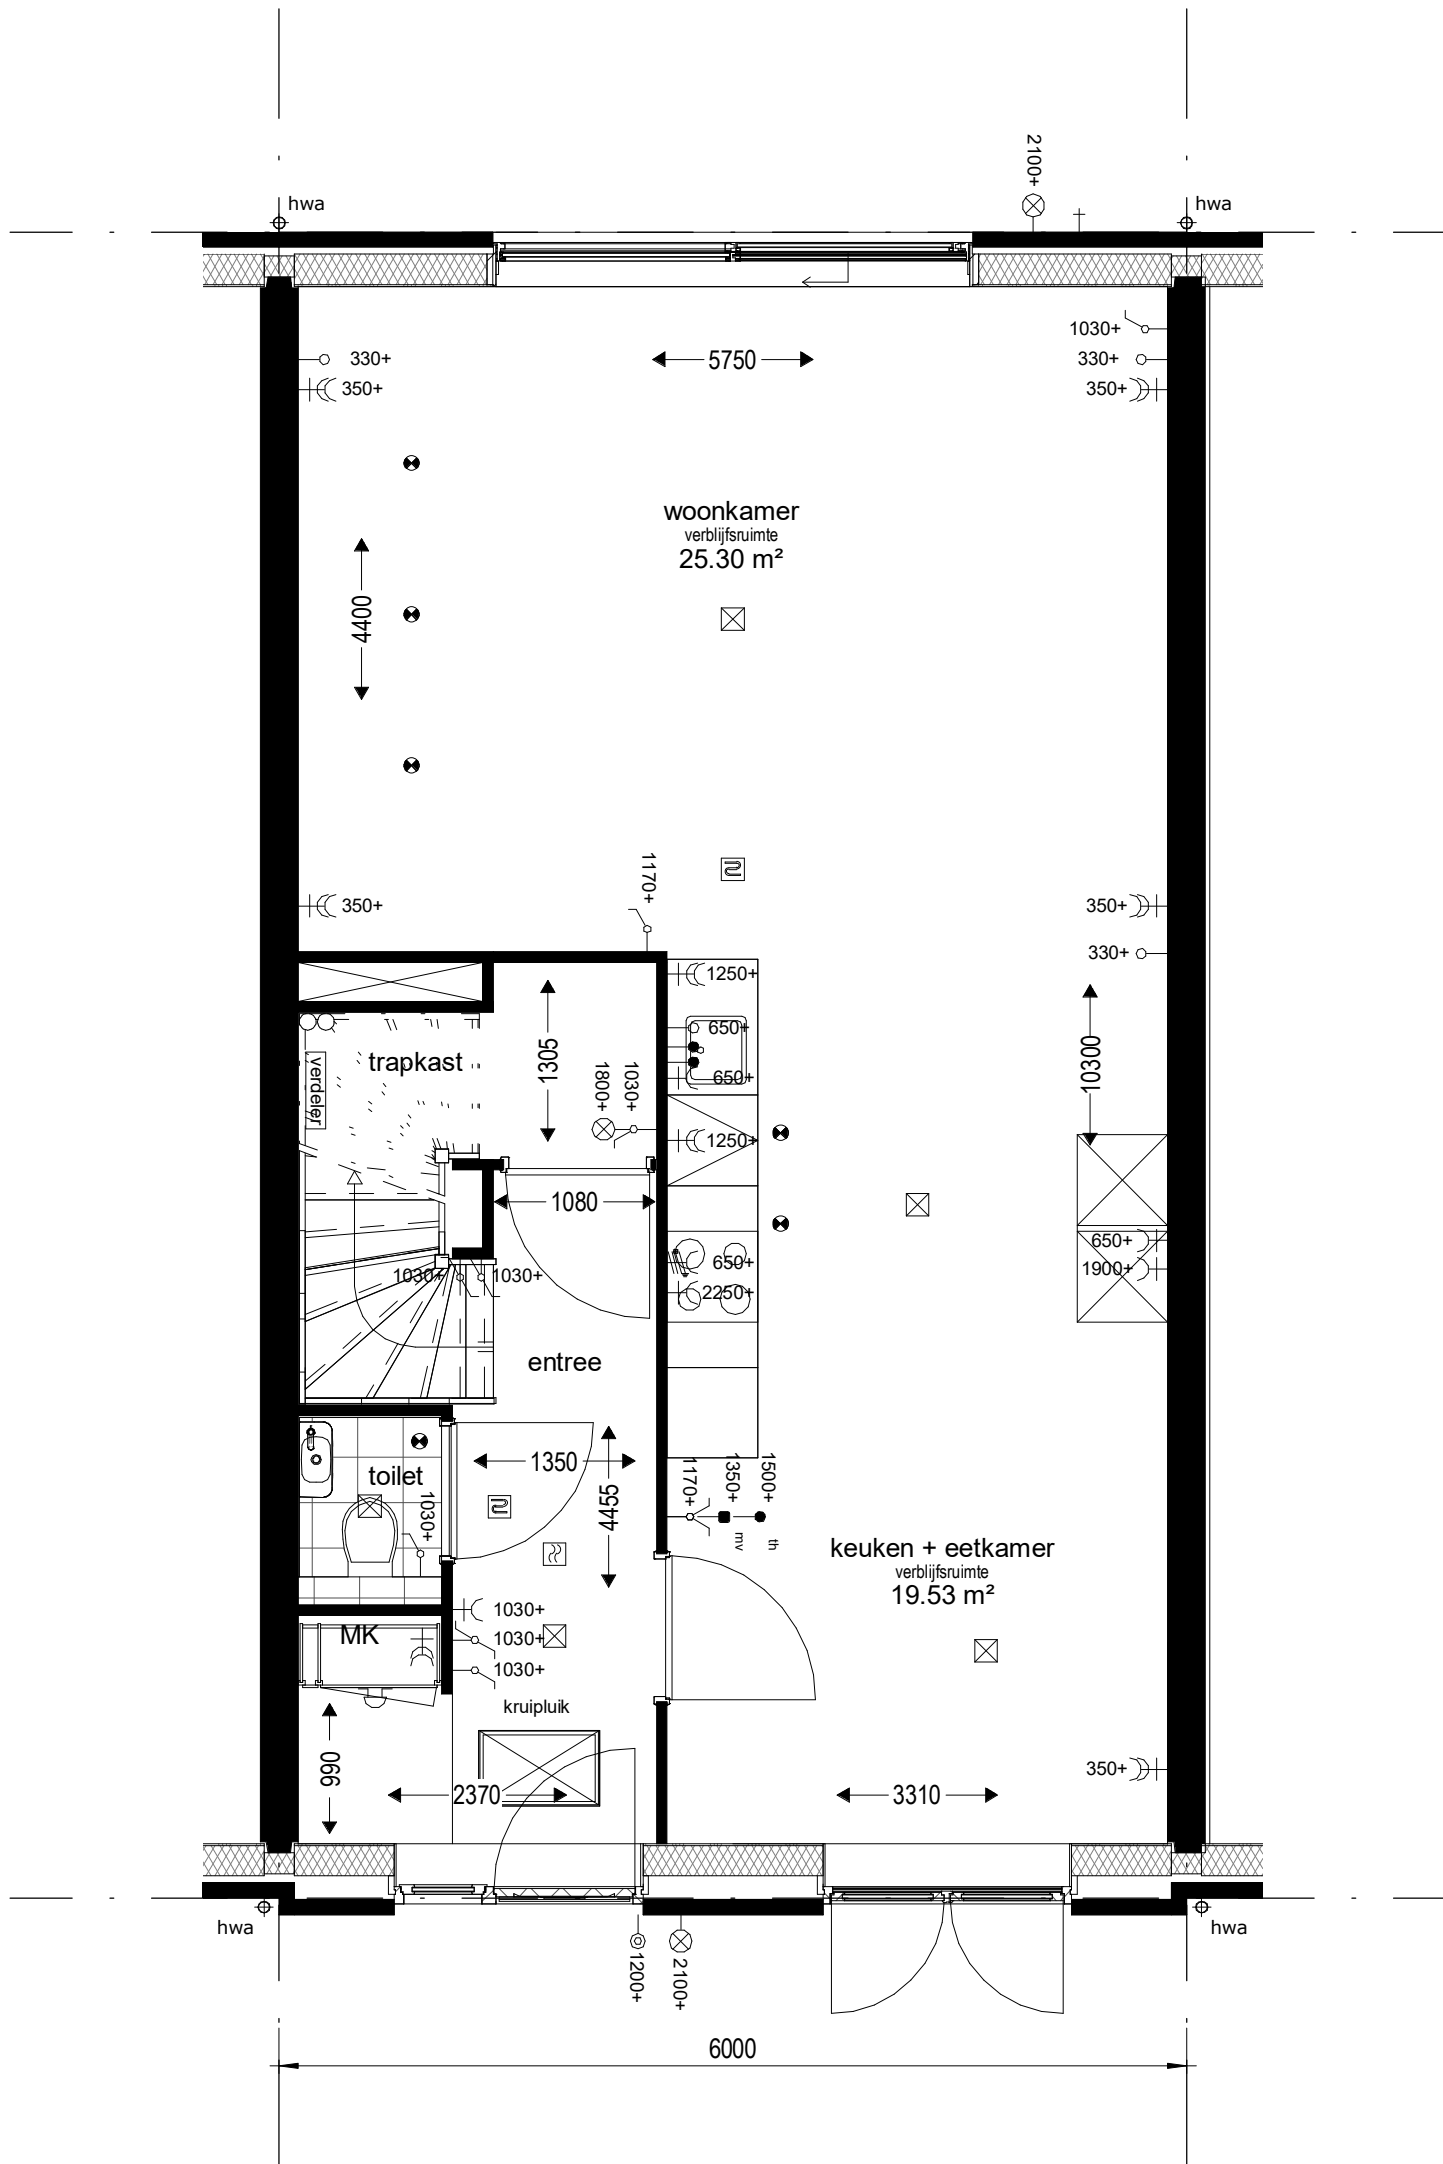 2100+
hwa
hwa
1030+
330+
330+
5750
350+
350+
woonkamer
verblijfsruimte
25.30 m²
4400
1170+
350+
350+
330+
1250+
650+
trapkast
1305
10300
verdeler
1800+
1030+
650+
1250+
1080
650+
650+
1900+
1030+
1030+
2250+
entree
1350
4455
1170+
1350+
1500+
toilet
1030+
mv
th
keuken + eetkamer
verblijfsruimte
19.53 m²
1030+
MK
1030+
1030+
kruipluik
990
2370
3310
350+
hwa
hwa
1200+
2100+
6000